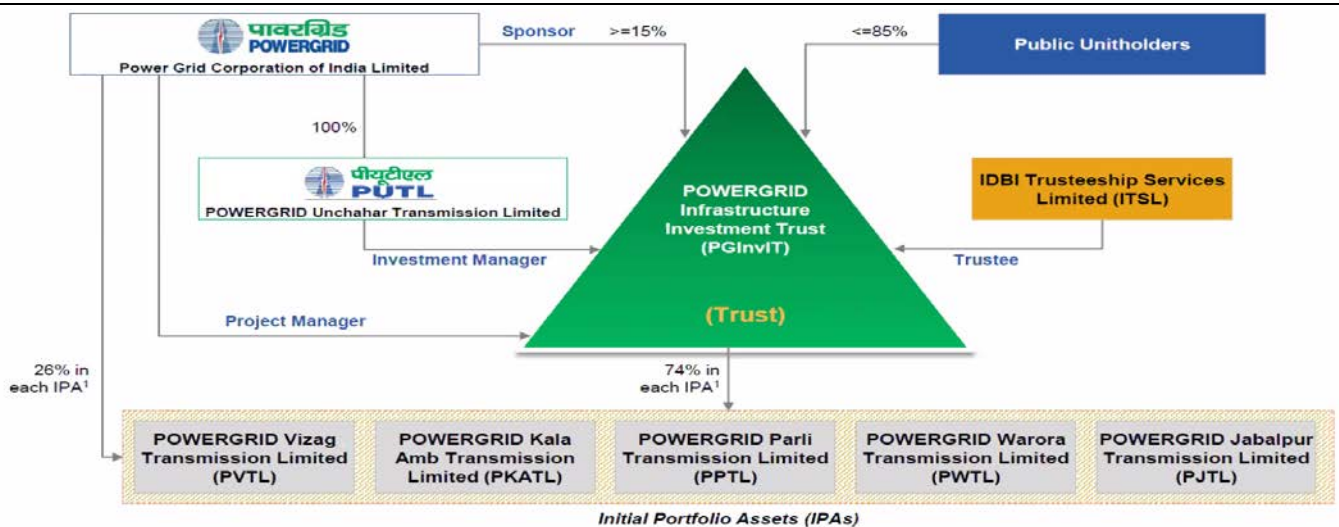 पावरग्रिड
POWERGRID
Power Grid Corporation of India Limited
Sponsor
>=15%
<=85%
Public Unitholders
100%
पीयूटीएल
PUTL
POWERGRID Unchahar Transmission Limited
Investment Manager
POWERGRID
Infrastructure
Investment Trust
(PGInvIT)
(Trust)
IDBI Trusteeship Services
Limited (ITSL)
Trustee
Project Manager
26% in
each IPA¹
74% in
each IPA¹
POWERGRID Vizag
Transmission Limited
(PVTL)
POWERGRID Kala
Amb Transmission
Limited (PKATL)
POWERGRID Parli
Transmission Limited
(PPTL)
POWERGRID Warora
Transmission Limited
(PWTL)
POWERGRID Jabalpur
Transmission Limited
(PJTL)
Initial Portfolio Assets (IPAs)